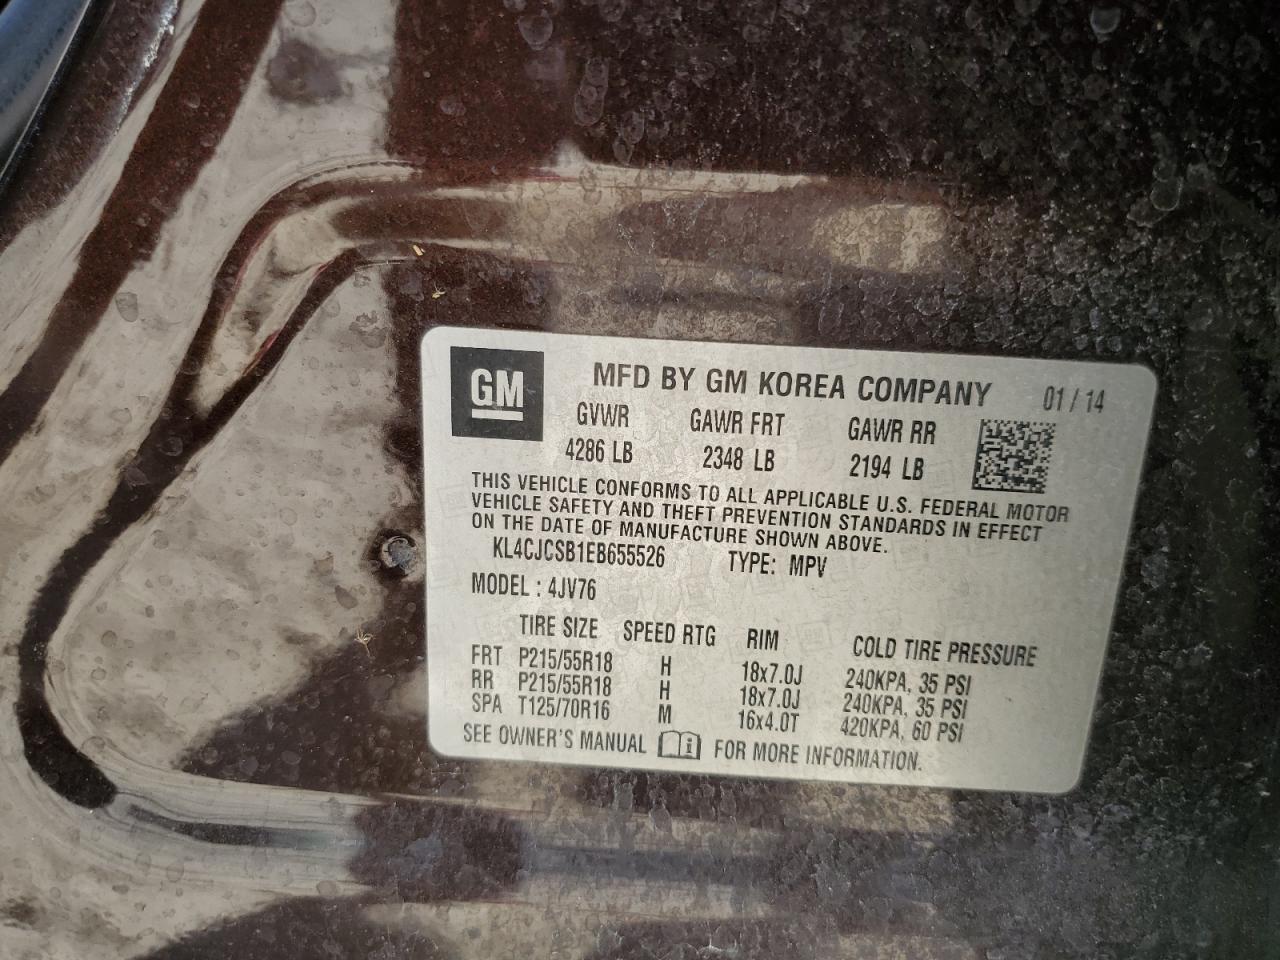 GM
MFD BY GM KOREA COMPANY 01/14
GVWR GAWR FRT GAWR RR
4286 LB 2348 LB 2194 LB
THIS VEHICLE CONFORMS TO ALL APPLICABLE U.S. FEDERAL MOTOR
VEHICLE SAFETY AND THEFT PREVENTION STANDARDS IN EFFECT
ON THE DATE OF MANUFACTURE SHOWN ABOVE.
KL4CJCSB1EB655526 TYPE: MPV
MODEL : 4JV76
TIRE SIZE SPEED RTG RIM COLD TIRE PRESSURE
FRT P215/55R18 H 18x7.0J 240KPA, 35 PSI
RR P215/55R18 H 18x7.0J 240KPA, 35 PSI
SPA T125/70R16 M 16x4.0T 420KPA, 60 PSI
SEE OWNER'S MANUAL i FOR MORE INFORMATION.